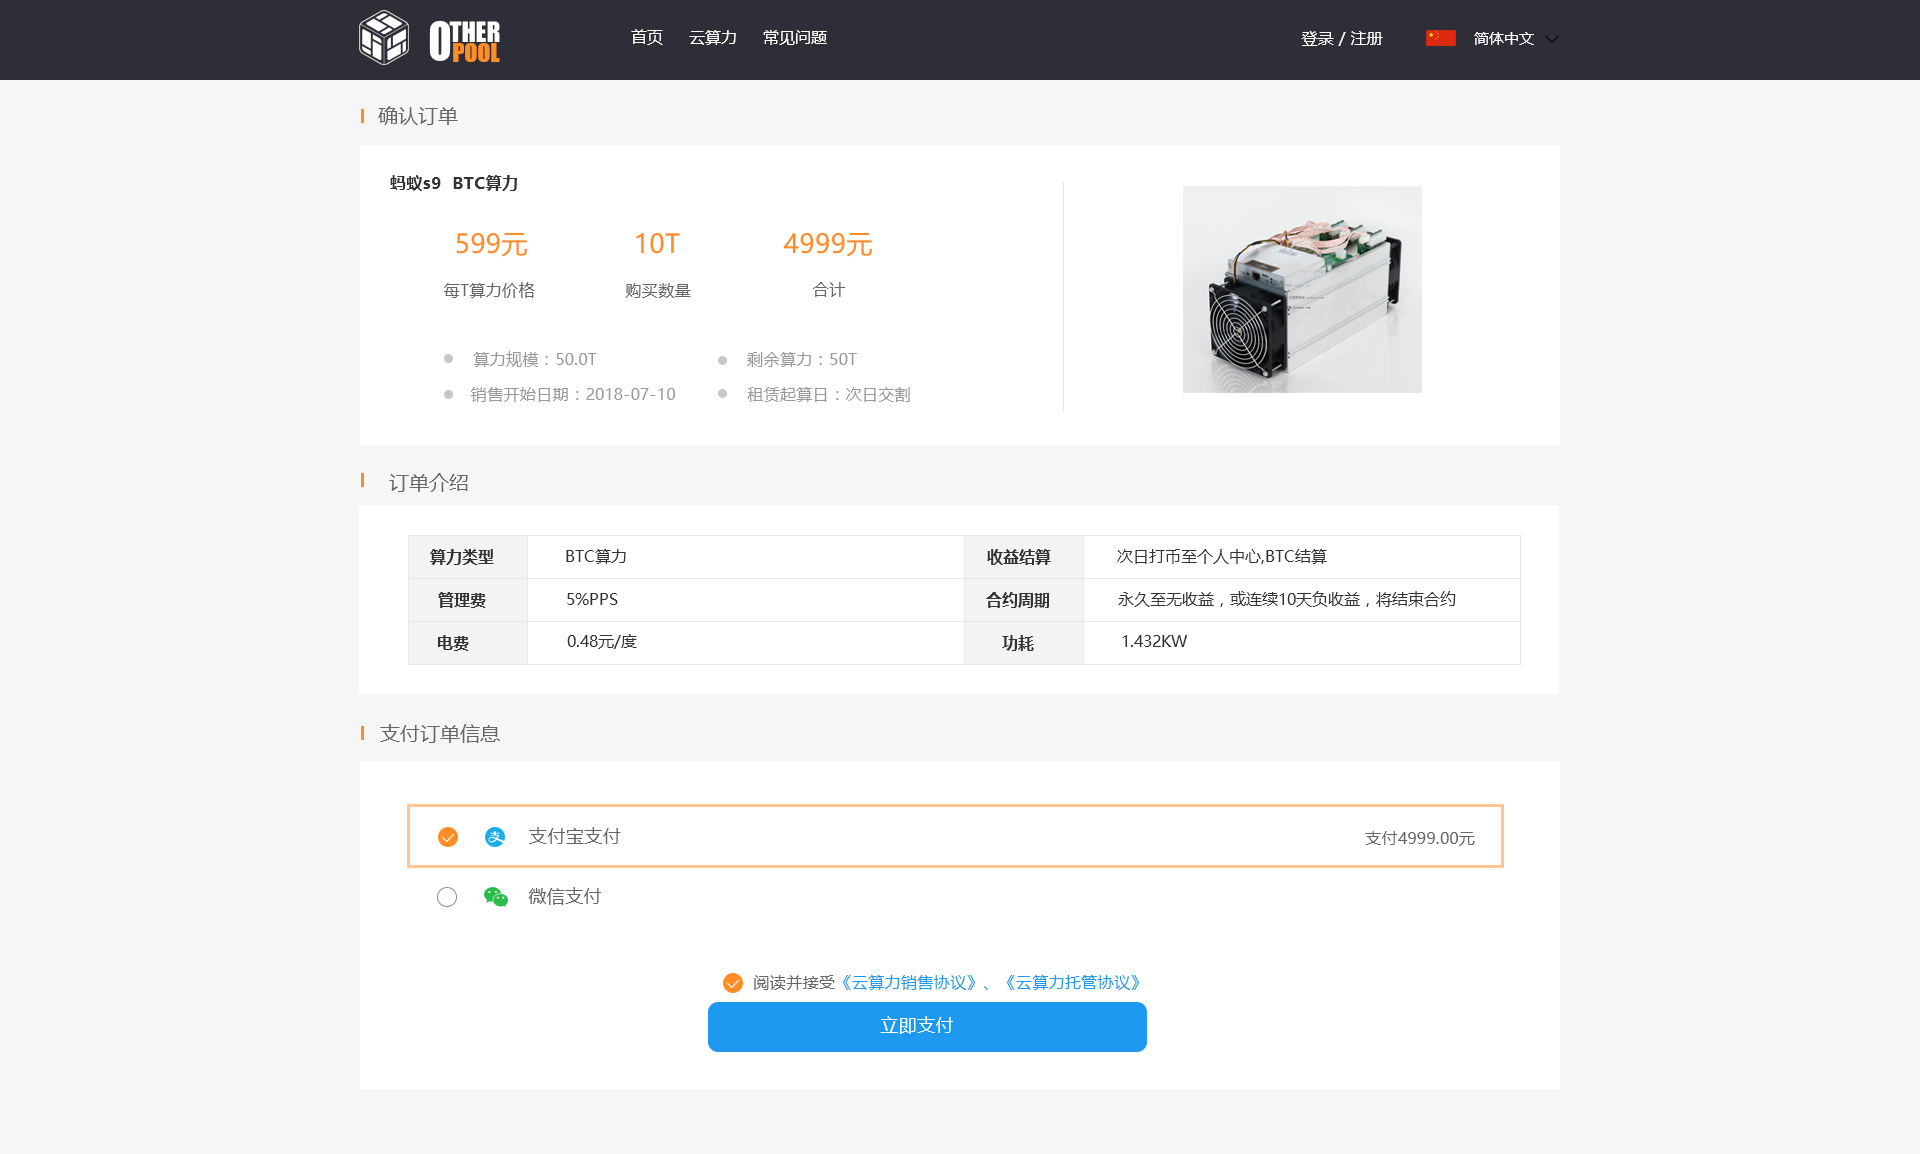 OTHER
POOL
首页 云算力 常见问题
登录 / 注册 简体中文
确认订单
蚂蚁s9 BTC算力
599元 10T 4999元
每T算力价格 购买数量 合计
算力规模：50.0T 剩余算力：50T
销售开始日期：2018-07-10 租赁起算日：次日交割
订单介绍
算力类型 BTC算力 收益结算 次日打币至个人中心,BTC结算
管理费 5%PPS 合约周期 永久至无收益，或连续10天负收益，将结束合约
电费 0.48元/度 功耗 1.432KW
支付订单信息
支付宝支付 支付4999.00元
微信支付
阅读并接受《云算力销售协议》、《云算力托管协议》
立即支付